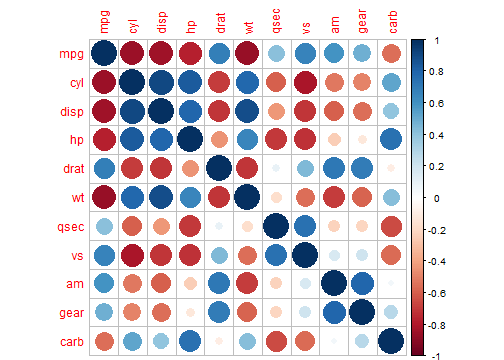 mpg cyl disp hp drat wt qsec vs am gear carb
mpg
cyl
disp
hp
drat
wt
qsec
vs
am
gear
carb
1
0.8
0.6
0.4
0.2
0
-0.2
-0.4
-0.6
-0.8
-1